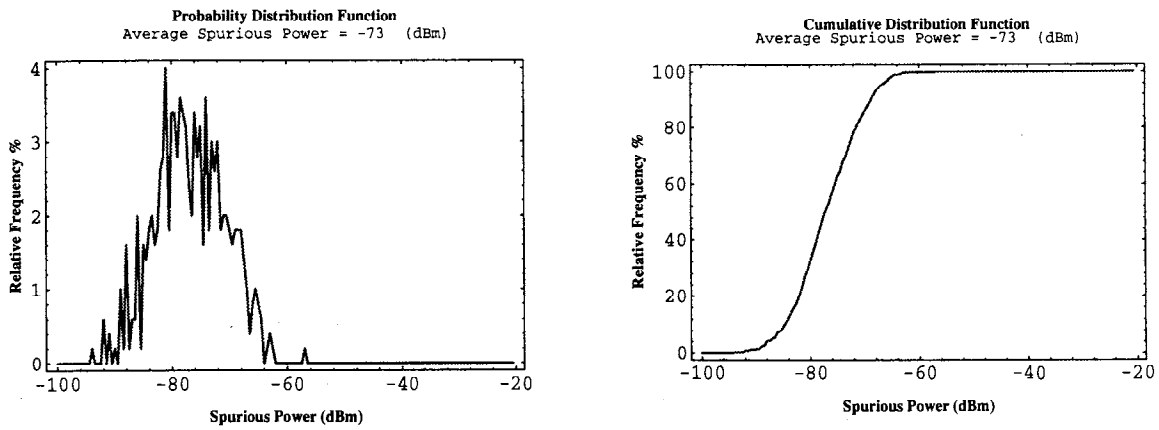 Probability Distribution Function
Average Spurious Power = -73 (dBm)
4
3
2
1
0
Relative Frequency %
-100 -80 -60 -40 -20
Spurious Power (dBm)
Cumulative Distribution Function
Average Spurious Power = -73 (dBm)
100
80
60
40
20
0
Relative Frequency %
-100 -80 -60 -40 -20
Spurious Power (dBm)